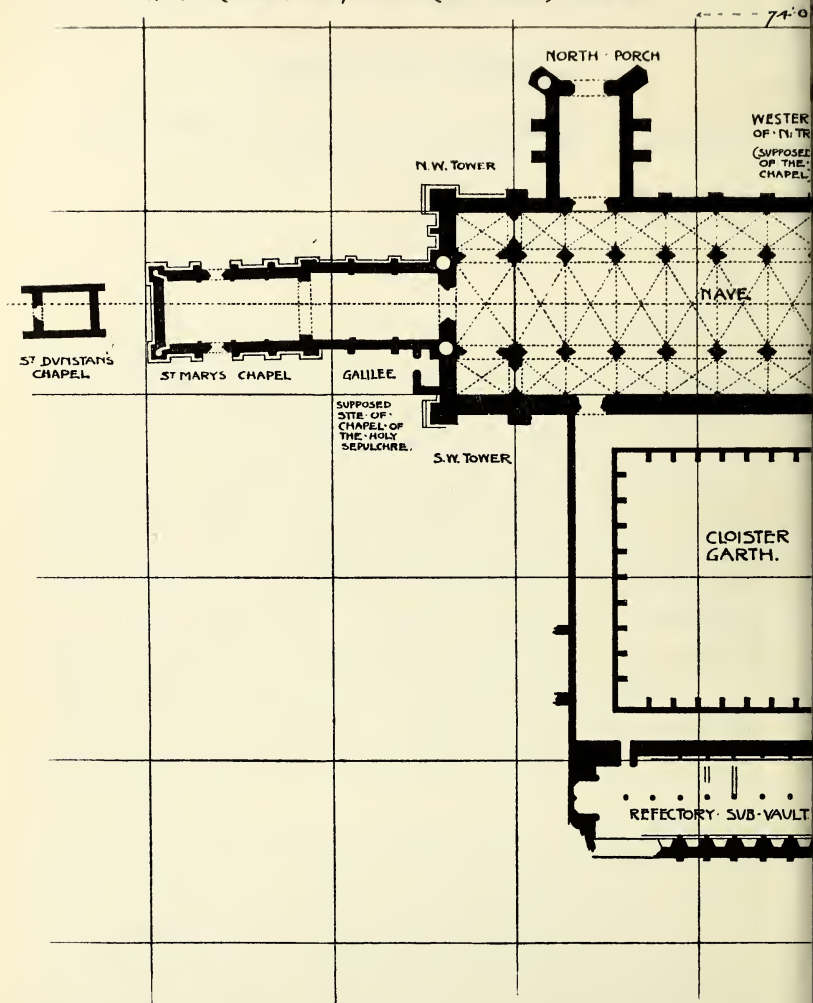 74·0
NORTH · PORCH
WESTER
OF · N; TR
(SUPPOSED
OF THE ·
CHAPEL
N.W. TOWER
NAVE.
ST DVNSTAN'S
CHAPEL
ST MARYS CHAPEL
GALILEE
SUPPOSED
SITE · OF ·
CHAPEL · OF
THE · HOLY
SEPULCHRE.
S.W. TOWER
CLOISTER
GARTH.
REFECTORY · SUB · VAULT